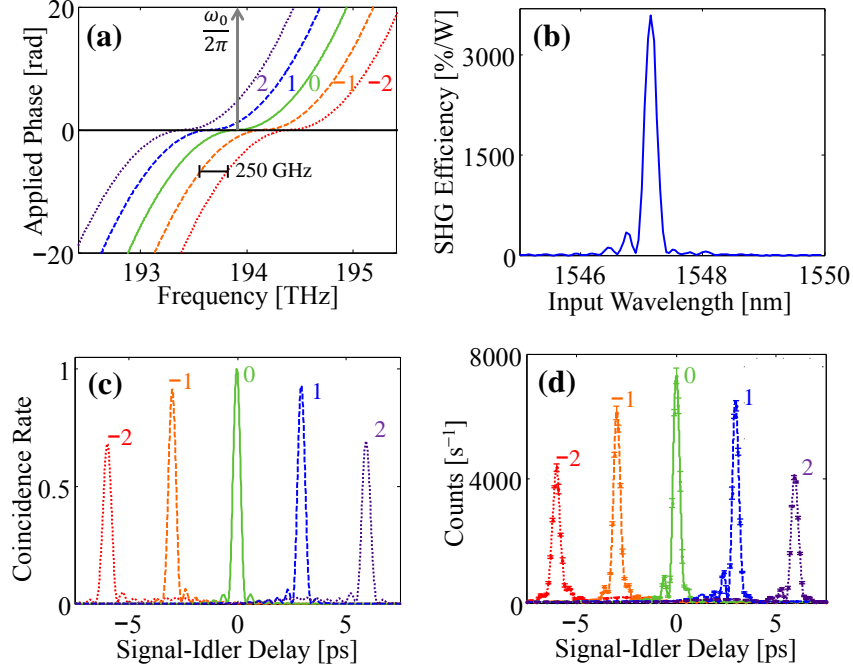 (a)
ω₀
2π
20
0
−20
Applied Phase [rad]
2
1
0
−1
−2
250 GHz
193
194
195
Frequency [THz]
(b)
3600
1500
0
SHG Efficiency [%/W]
1546
1548
1550
Input Wavelength [nm]
(c)
1
0.5
0
Coincidence Rate
−2
−1
0
1
2
−5
0
5
Signal-Idler Delay [ps]
(d)
8000
4000
0
Counts [s⁻¹]
−2
−1
0
1
2
−5
0
5
Signal-Idler Delay [ps]